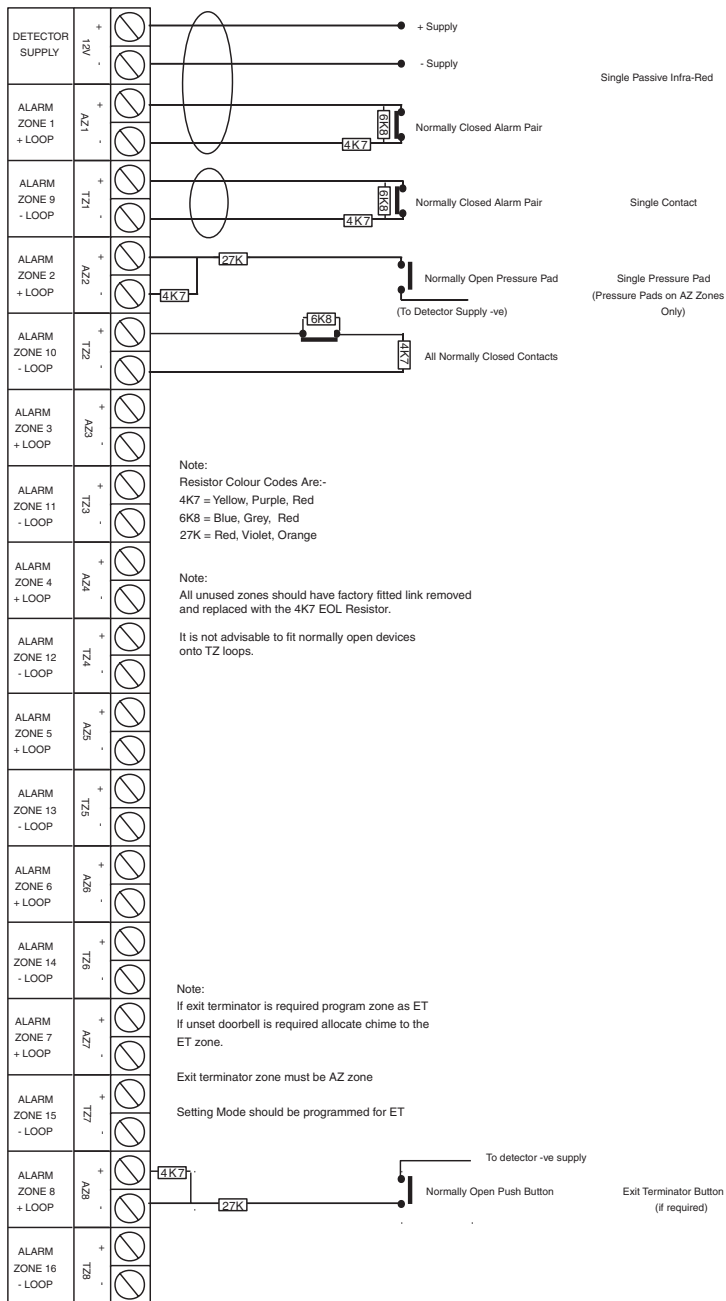 DETECTOR
SUPPLY
12V
+
-
+ Supply
- Supply
Single Passive Infra-Red
ALARM
ZONE 1
+ LOOP
AZ1
+
-
6K8
4K7
Normally Closed Alarm Pair
ALARM
ZONE 9
- LOOP
TZ1
+
-
6K8
4K7
Normally Closed Alarm Pair
Single Contact
ALARM
ZONE 2
+ LOOP
AZ2
+
-
27K
4K7
Normally Open Pressure Pad
(To Detector Supply -ve)
Single Pressure Pad
(Pressure Pads on AZ Zones
Only)
ALARM
ZONE 10
- LOOP
TZ2
+
-
6K8
4K7
All Normally Closed Contacts
ALARM
ZONE 3
+ LOOP
AZ3
+
-
ALARM
ZONE 11
- LOOP
TZ3
+
-
Note:
Resistor Colour Codes Are:-
4K7 = Yellow, Purple, Red
6K8 = Blue, Grey, Red
27K = Red, Violet, Orange
ALARM
ZONE 4
+ LOOP
AZ4
+
-
Note:
All unused zones should have factory fitted link removed
and replaced with the 4K7 EOL Resistor.
It is not advisable to fit normally open devices
onto TZ loops.
ALARM
ZONE 12
- LOOP
TZ4
+
-
ALARM
ZONE 5
+ LOOP
AZ5
+
-
ALARM
ZONE 13
- LOOP
TZ5
+
-
ALARM
ZONE 6
+ LOOP
AZ6
+
-
ALARM
ZONE 14
- LOOP
TZ6
+
-
ALARM
ZONE 7
+ LOOP
AZ7
+
-
Note:
If exit terminator is required program zone as ET
If unset doorbell is required allocate chime to the
ET zone.
Exit terminator zone must be AZ zone
Setting Mode should be programmed for ET
ALARM
ZONE 15
- LOOP
TZ7
+
-
ALARM
ZONE 8
+ LOOP
AZ8
+
-
4K7
27K
To detector -ve supply
Normally Open Push Button
Exit Terminator Button
(if required)
ALARM
ZONE 16
- LOOP
TZ8
+
-